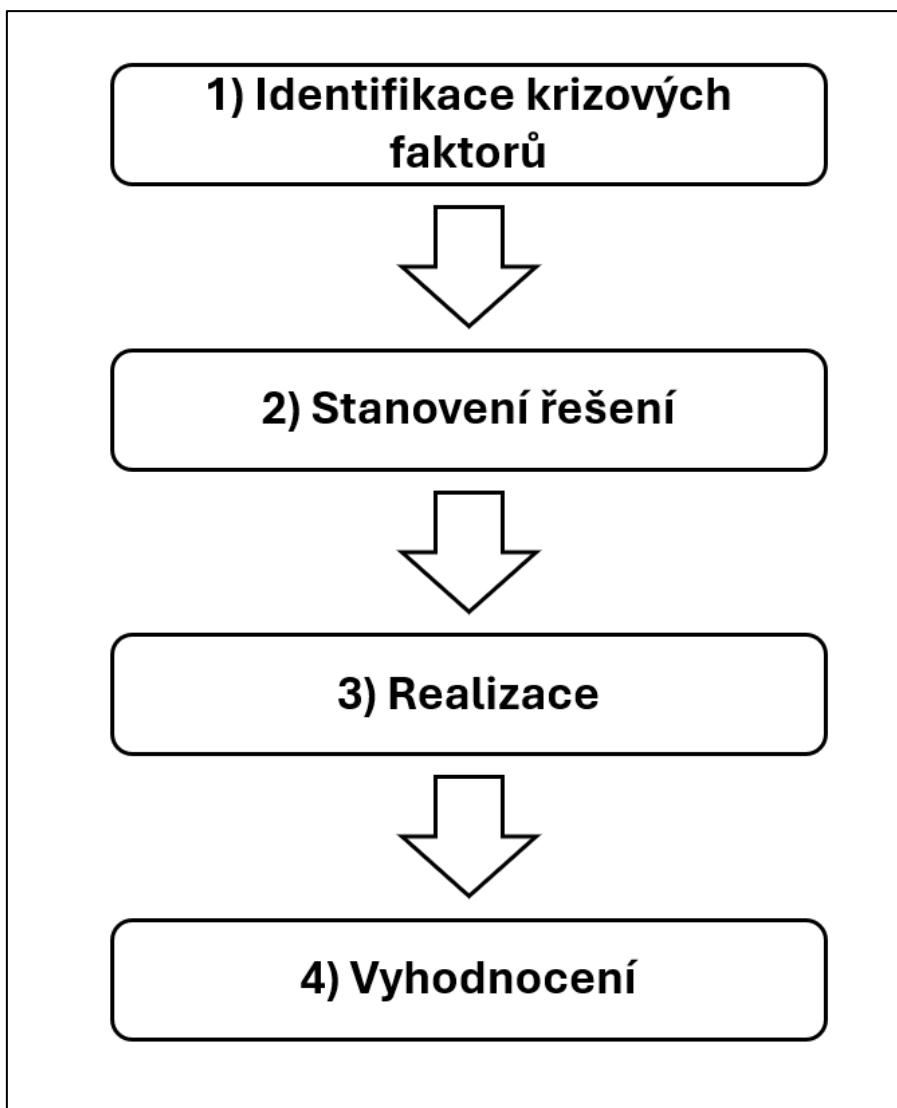 1) Identifikace krizových
faktorů
2) Stanovení řešení
3) Realizace
4) Vyhodnocení